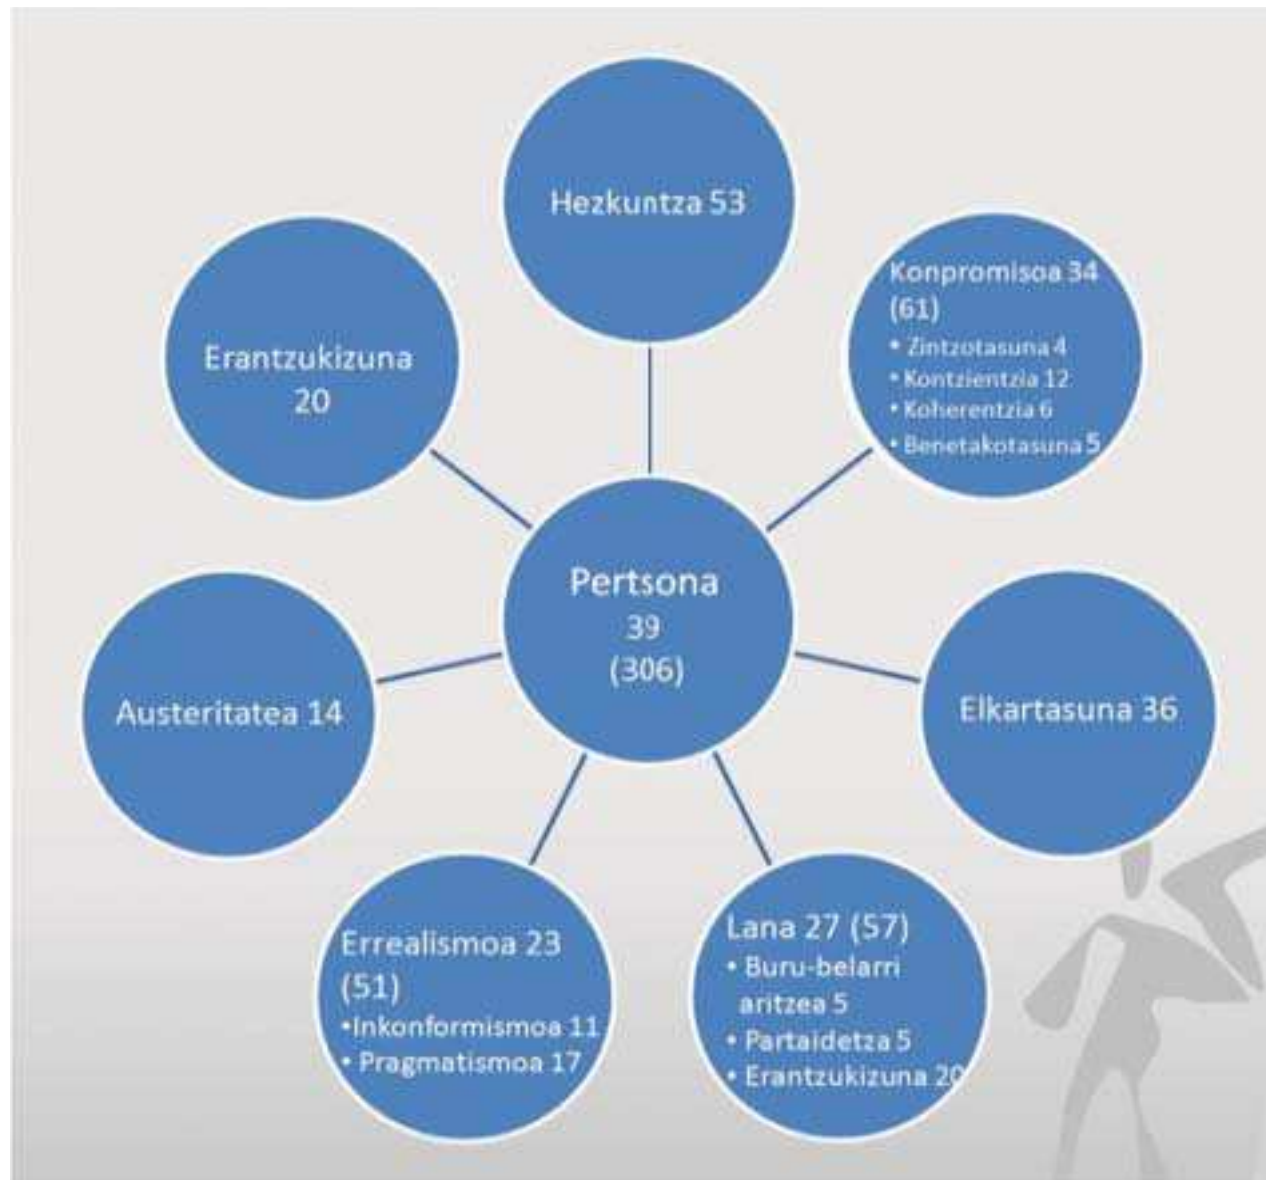 Hezkuntza 53
Konpromisoa 34
(61)
• Zintzotasuna 4
• Kontzientzia 12
• Koherentzia 6
• Benetakotasuna 5
Erantzukizuna
20
Pertsona
39
(306)
Elkartasuna 36
Austeritatea 14
Lana 27 (57)
• Buru-belarri
aritzea 5
• Partaidetza 5
• Erantzukizuna 20
Errealismoa 23
(51)
•Inkonformismoa 11
• Pragmatismoa 17